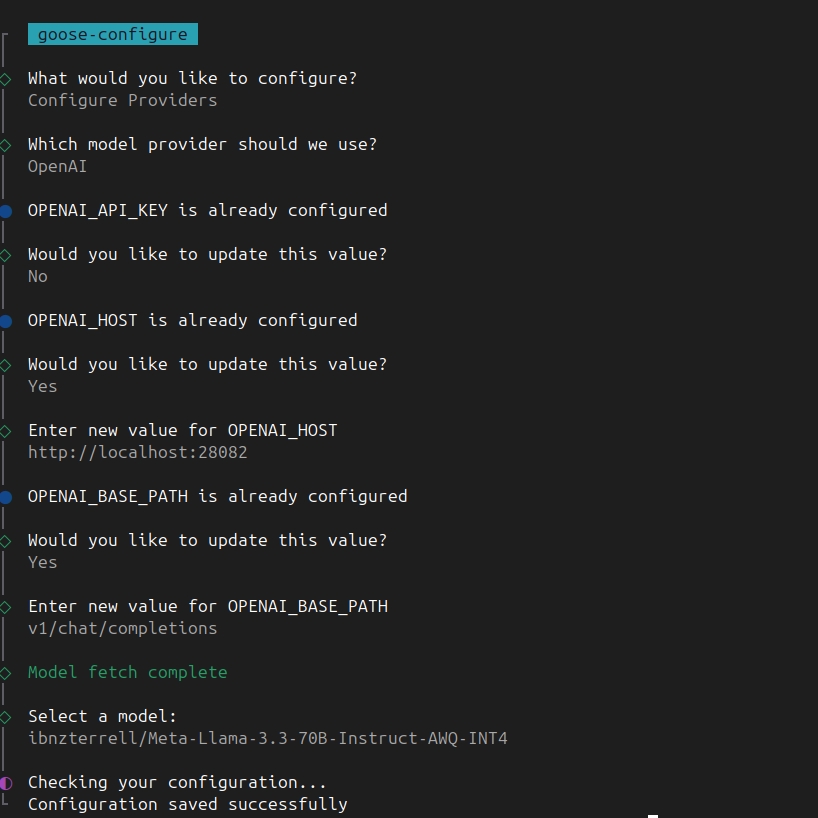 goose-configure
What would you like to configure?
Configure Providers
Which model provider should we use?
OpenAI
OPENAI_API_KEY is already configured
Would you like to update this value?
No
OPENAI_HOST is already configured
Would you like to update this value?
Yes
Enter new value for OPENAI_HOST
http://localhost:28082
OPENAI_BASE_PATH is already configured
Would you like to update this value?
Yes
Enter new value for OPENAI_BASE_PATH
v1/chat/completions
Model fetch complete
Select a model:
ibnzterrell/Meta-Llama-3.3-70B-Instruct-AWQ-INT4
Checking your configuration...
Configuration saved successfully